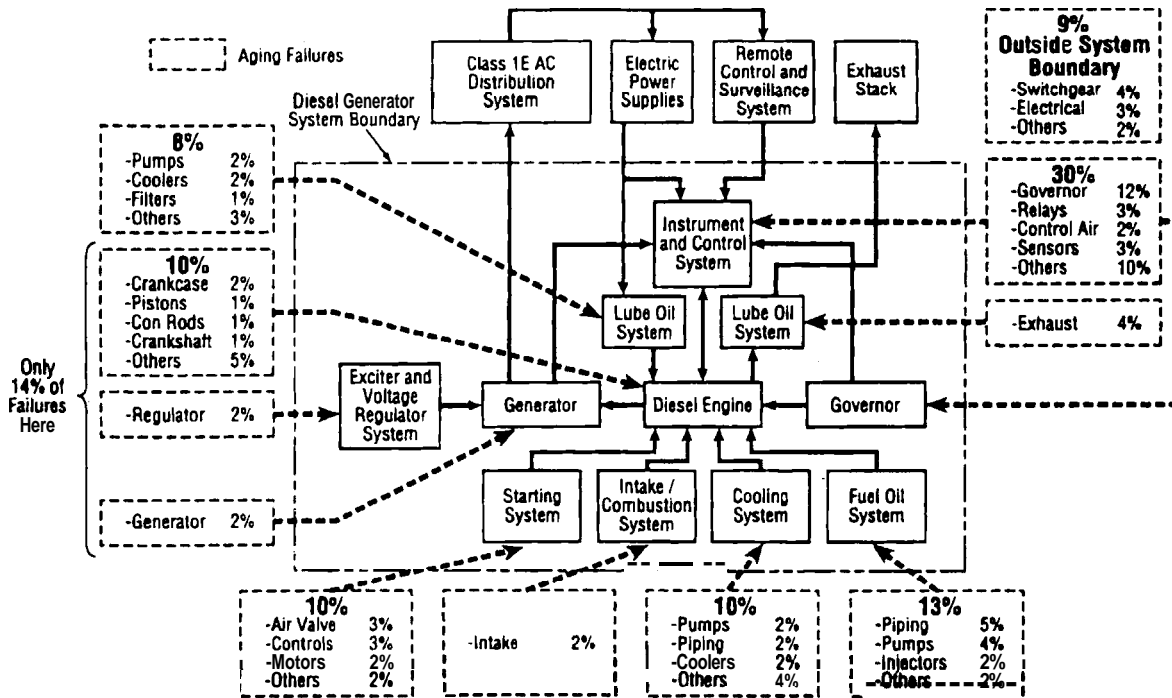 Aging Failures
Class 1E AC
Distribution
System
Electric
Power
Supplies
Remote
Control and
Surveillance
System
Exhaust
Stack
9%
Outside System
Boundary
-Switchgear 4%
-Electrical 3%
-Others 2%
Diesel Generator
System Boundary
8%
-Pumps 2%
-Coolers 2%
-Filters 1%
-Others 3%
30%
-Governor 12%
-Relays 3%
-Control Air 2%
-Sensors 3%
-Others 10%
Instrument
and Control
System
10%
-Crankcase 2%
-Pistons 1%
-Con Rods 1%
-Crankshaft 1%
-Others 5%
Lube Oil
System
Lube Oil
System
-Exhaust 4%
Only
14% of
Failures
Here
-Regulator 2%
Exciter and
Voltage
Regulator
System
Generator
Diesel Engine
Governor
-Generator 2%
Starting
System
Intake /
Combustion
System
Cooling
System
Fuel Oil
System
10%
-Air Valve 3%
-Controls 3%
-Motors 2%
-Others 2%
-Intake 2%
10%
-Pumps 2%
-Piping 2%
-Coolers 2%
-Others 4%
13%
-Piping 5%
-Pumps 4%
-Injectors 2%
-Others 2%